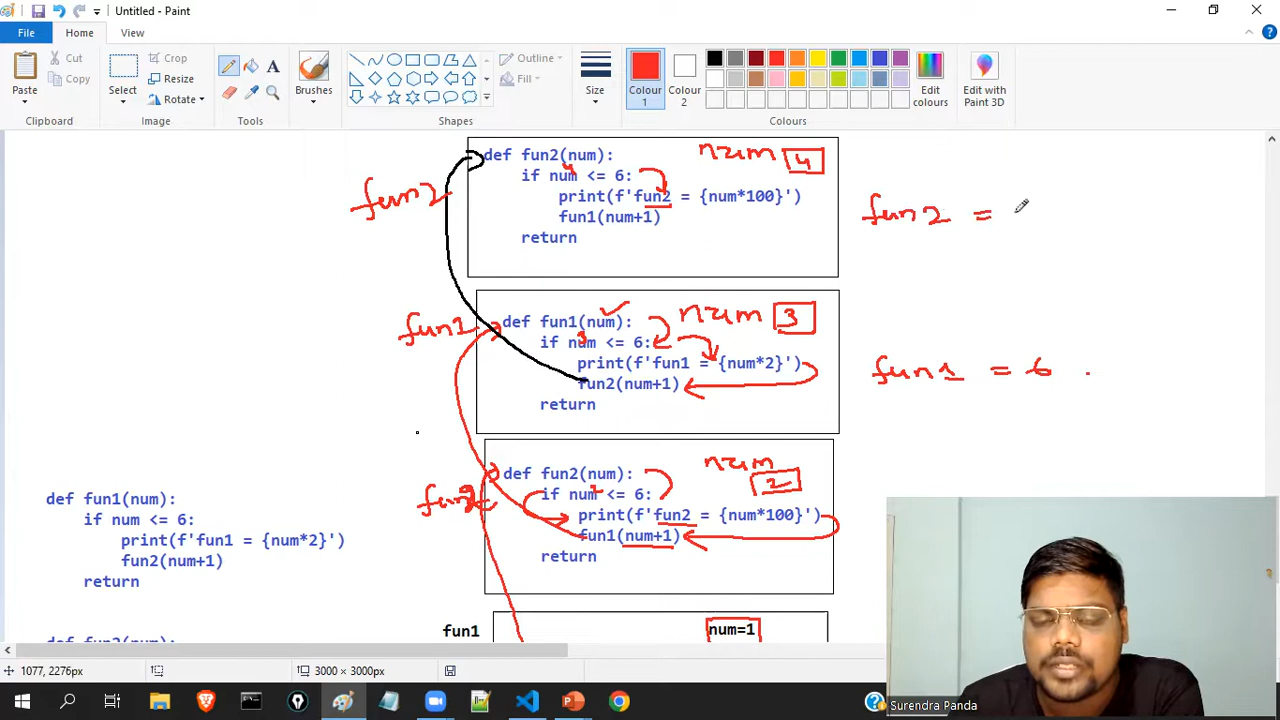 Untitled - Paint
File
Home
View
Paste
Cut
Copy
Clipboard
Select
Crop
Resize
Rotate
Image
Tools
Brushes
Outline
Fill
Shapes
Size
Colour 1
Colour 2
Edit colours
Colours
Edit with Paint 3D
def fun2(num):
if num <= 6:
print(f'fun2 = {num*100}')
fun1(num+1)
return
num 4
4
fun2
fun2 =
def fun1(num):
if num <= 6:
print(f'fun1 = {num*2}')
fun2(num+1)
return
num 3
3
fun1
fun1 = 6 .
def fun2(num):
if num <= 6:
print(f'fun2 = {num*100}')
fun1(num+1)
return
num
2
2
def fun1(num):
if num <= 6:
print(f'fun1 = {num*2}')
fun2(num+1)
return
def fun2(num):
fun1
num=1
1077, 2276px
3000 × 3000px
Surendra Panda